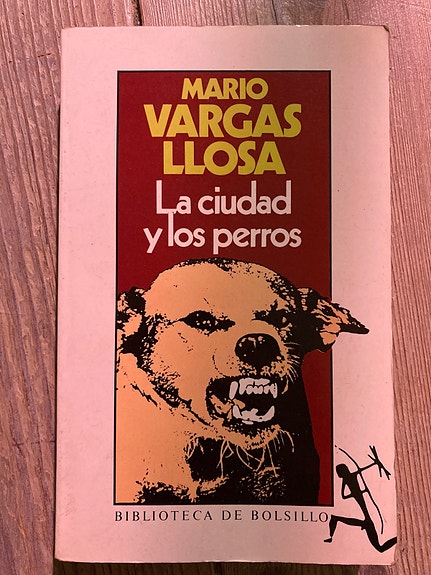 MARIO
VARGAS
LLOSA
La ciudad
y los perros
BIBLIOTECA DE BOLSILLO